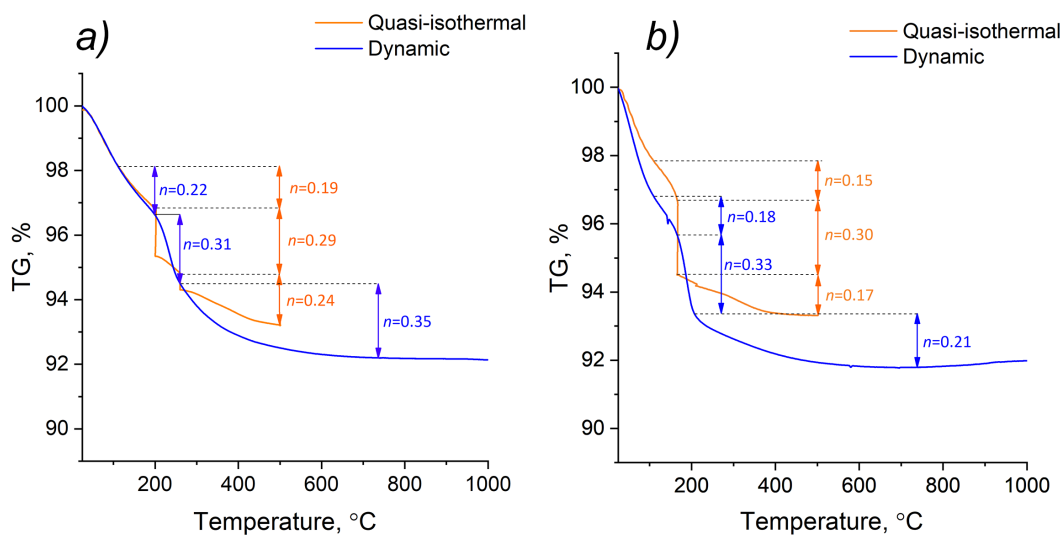 a)
Quasi-isothermal
Dynamic
100
98
96
94
92
90
TG, %
n=0.22
n=0.19
n=0.31
n=0.29
n=0.24
n=0.35
200
400
600
800
1000
Temperature, °C
b)
Quasi-isothermal
Dynamic
100
98
96
94
92
90
TG, %
n=0.15
n=0.18
n=0.30
n=0.33
n=0.17
n=0.21
200
400
600
800
1000
Temperature, °C